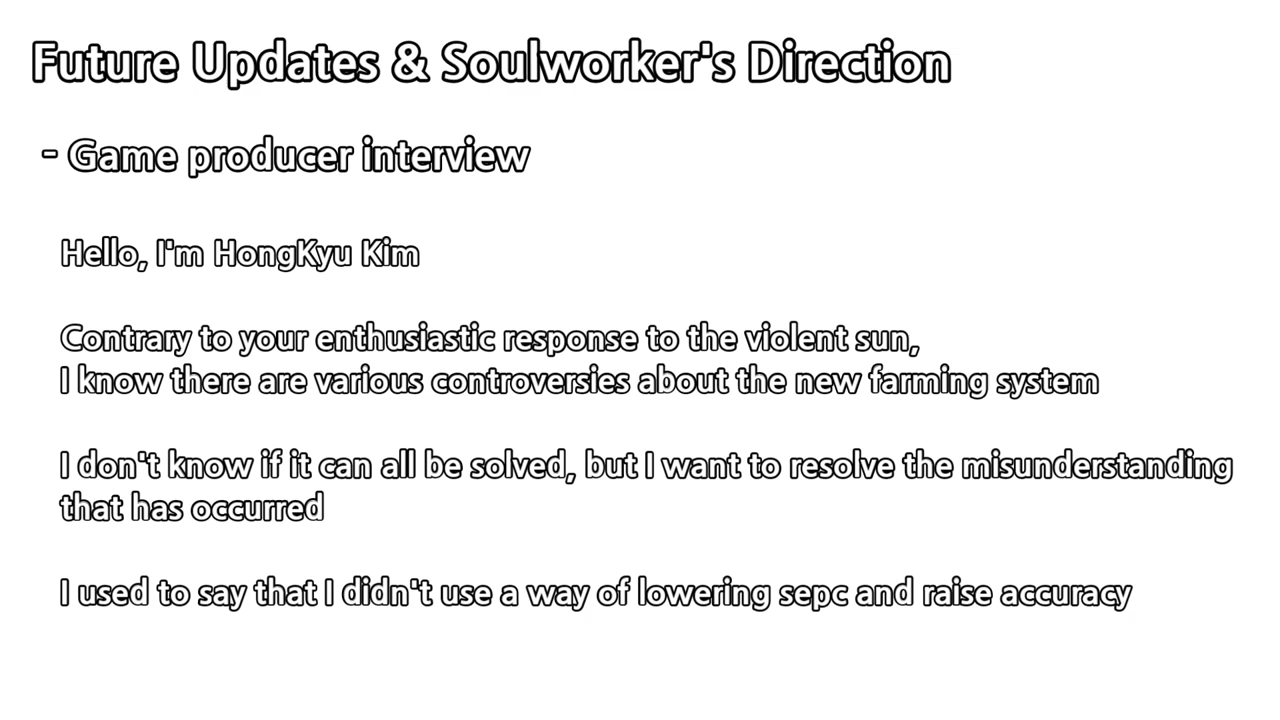 Future Updates & Soulworker's Direction
- Game producer interview
Hello, I'm HongKyu Kim
Contrary to your enthusiastic response to the violent sun,
I know there are various controversies about the new farming system
I don't know if it can all be solved, but I want to resolve the misunderstanding
that has occurred
I used to say that I didn't use a way of lowering sepc and raise accuracy